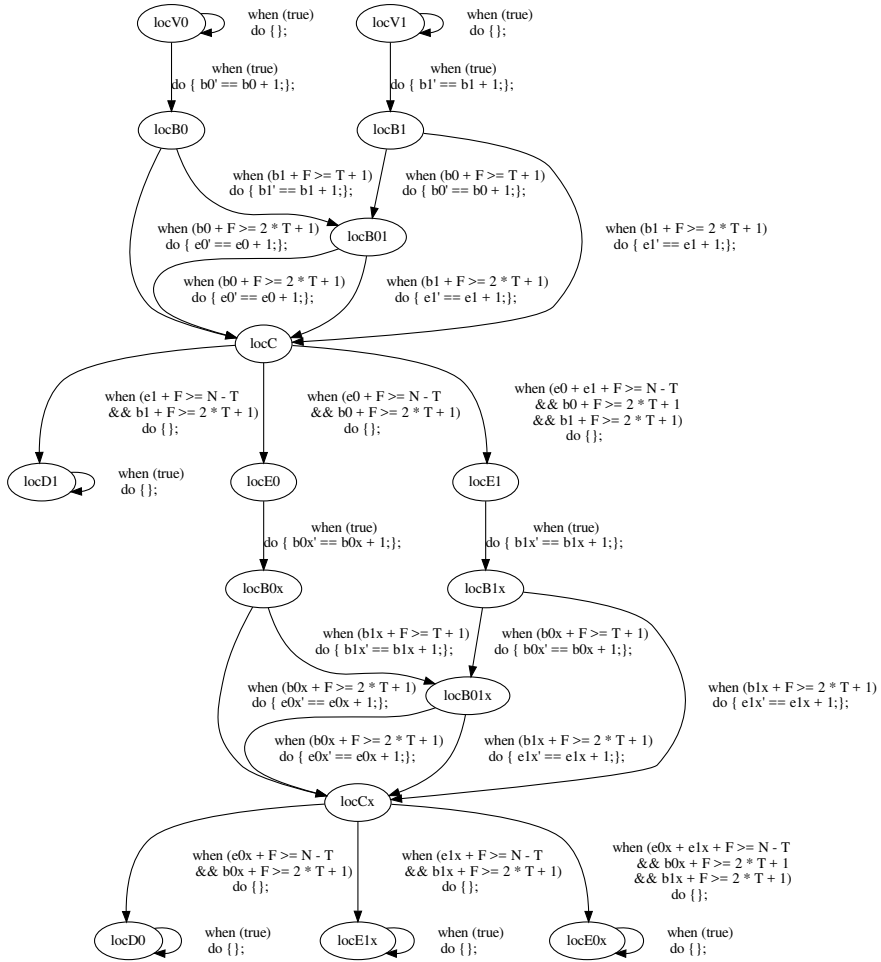 locV0
when (true)
do {};
locV1
when (true)
do {};
when (true)
do { b0' == b0 + 1;};
when (true)
do { b1' == b1 + 1;};
locB0
locB1
when (b1 + F >= T + 1)
do { b1' == b1 + 1;};
when (b0 + F >= T + 1)
do { b0' == b0 + 1;};
when (b0 + F >= 2 * T + 1)
do { e0' == e0 + 1;};
locB01
when (b1 + F >= 2 * T + 1)
do { e1' == e1 + 1;};
when (b0 + F >= 2 * T + 1)
do { e0' == e0 + 1;};
when (b1 + F >= 2 * T + 1)
do { e1' == e1 + 1;};
locC
when (e1 + F >= N - T
&& b1 + F >= 2 * T + 1)
do {};
when (e0 + F >= N - T
&& b0 + F >= 2 * T + 1)
do {};
when (e0 + e1 + F >= N - T
&& b0 + F >= 2 * T + 1
&& b1 + F >= 2 * T + 1)
do {};
locD1
when (true)
do {};
locE0
locE1
when (true)
do { b0x' == b0x + 1;};
when (true)
do { b1x' == b1x + 1;};
locB0x
locB1x
when (b1x + F >= T + 1)
do { b1x' == b1x + 1;};
when (b0x + F >= T + 1)
do { b0x' == b0x + 1;};
when (b0x + F >= 2 * T + 1)
do { e0x' == e0x + 1;};
locB01x
when (b1x + F >= 2 * T + 1)
do { e1x' == e1x + 1;};
when (b0x + F >= 2 * T + 1)
do { e0x' == e0x + 1;};
when (b1x + F >= 2 * T + 1)
do { e1x' == e1x + 1;};
locCx
when (e0x + F >= N - T
&& b0x + F >= 2 * T + 1)
do {};
when (e1x + F >= N - T
&& b1x + F >= 2 * T + 1)
do {};
when (e0x + e1x + F >= N - T
&& b0x + F >= 2 * T + 1
&& b1x + F >= 2 * T + 1)
do {};
locD0
when (true)
do {};
locE1x
when (true)
do {};
locE0x
when (true)
do {};